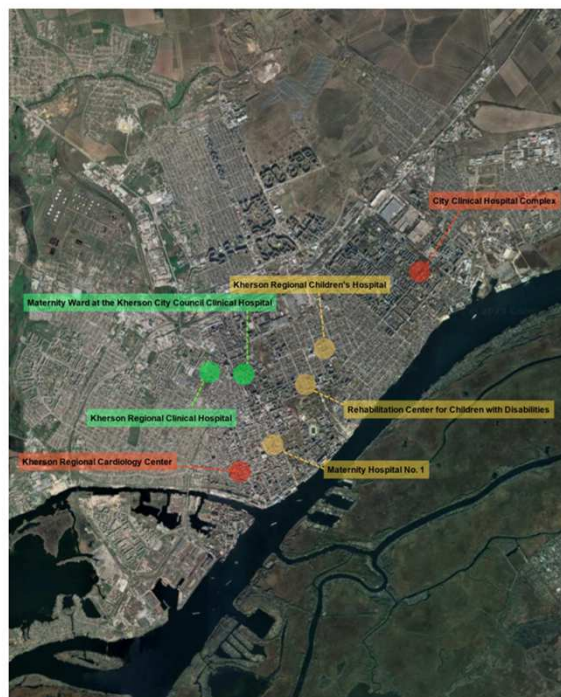 City Clinical Hospital Complex
Kherson Regional Children's Hospital
Maternity Ward at the Kherson City Council Clinical Hospital
Kherson Regional Clinical Hospital
Rehabilitation Center for Children with Disabilities
Kherson Regional Cardiology Center
Maternity Hospital No. 1